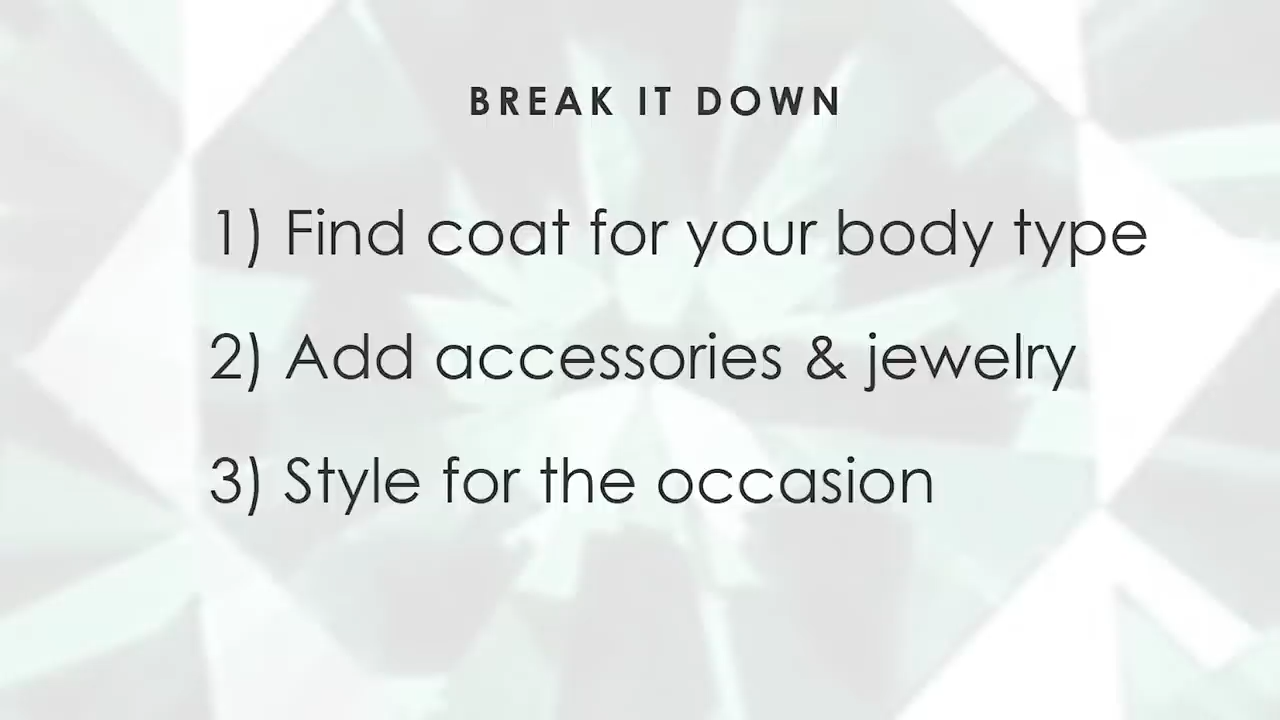 BREAK IT DOWN
1) Find coat for your body type
2) Add accessories & jewelry
3) Style for the occasion